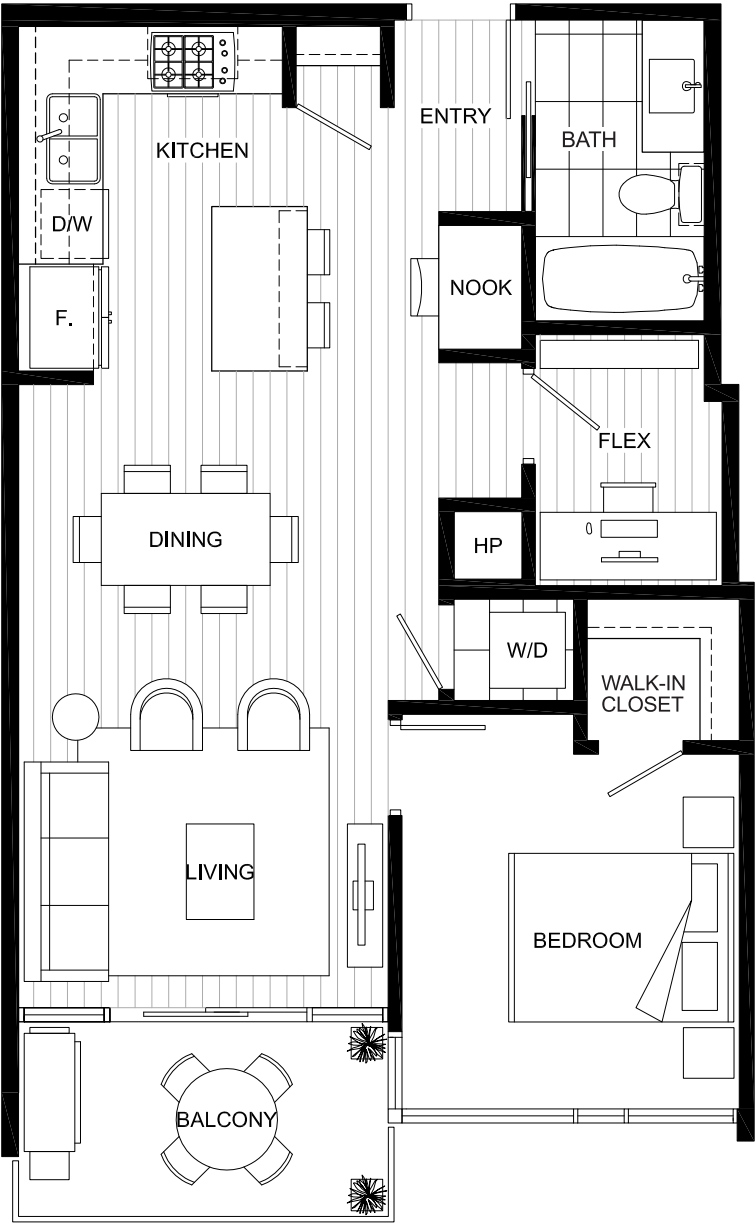 ENTRY
BATH
KITCHEN
D/W
NOOK
F.
FLEX
DINING
HP
W/D
WALK-IN
CLOSET
LIVING
BEDROOM
BALCONY